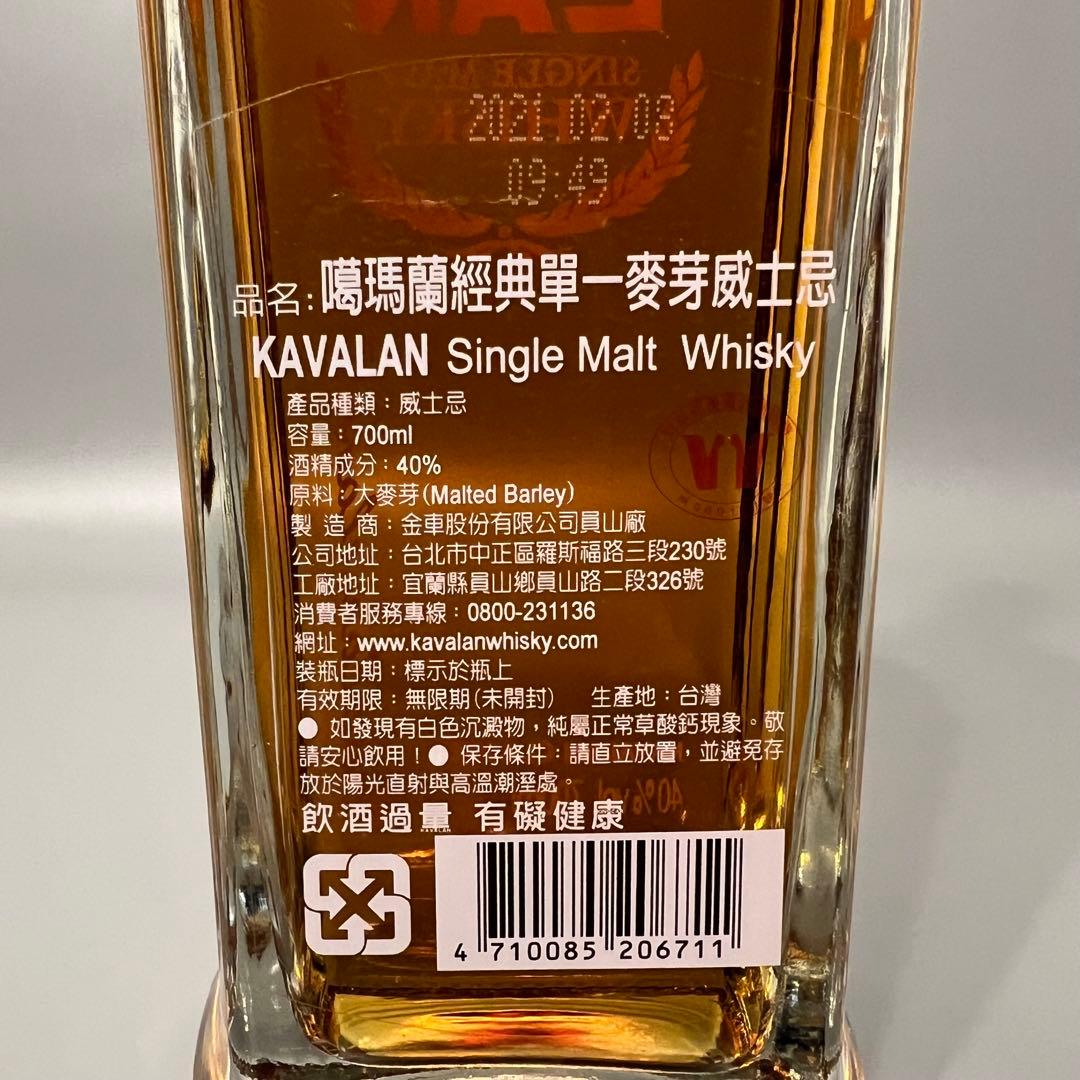 2021.02.08
09:49
品名:噶瑪蘭經典單一麥芽威士忌
KAVALAN Single Malt Whisky
產品種類：威士忌
容量：700ml
酒精成分：40%
原料：大麥芽(Malted Barley)
製 造 商：金車股份有限公司員山廠
公司地址：台北市中正區羅斯福路三段230號
工廠地址：宜蘭縣員山鄉員山路二段326號
消費者服務專線：0800-231136
網址：www.kavalanwhisky.com
裝瓶日期：標示於瓶上
有效期限：無限期(未開封) 生產地：台灣
● 如發現有白色沉澱物，純屬正常草酸鈣現象。敬
請安心飲用！● 保存條件：請直立放置，並避免存
放於陽光直射與高溫潮溼處。
飲酒過量 有礙健康
4 710085 206711